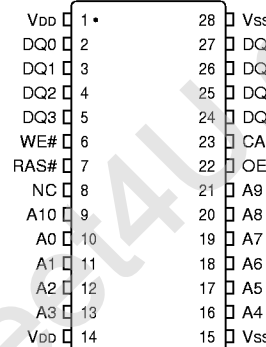 VDD 1 28 VSS
DQ0 2 27 DQ
DQ1 3 26 DQ
DQ2 4 25 DQ
DQ3 5 24 DQ
WE# 6 23 CA
RAS# 7 22 OE
NC 8 21 A9
A10 9 20 A8
A0 10 19 A7
A1 11 18 A6
A2 12 17 A5
A3 13 16 A4
VDD 14 15 VSS
eet4U